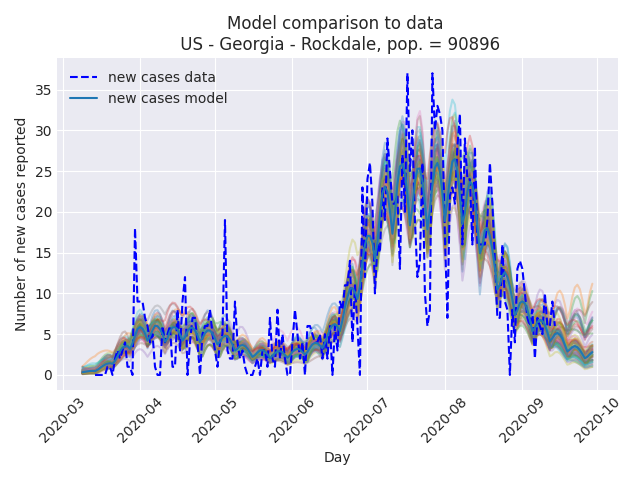 Model comparison to data
US - Georgia - Rockdale, pop. = 90896
new cases data
new cases model
Number of new cases reported
35
30
25
20
15
10
5
0
2020-03
2020-04
2020-05
2020-06
2020-07
2020-08
2020-09
2020-10
Day